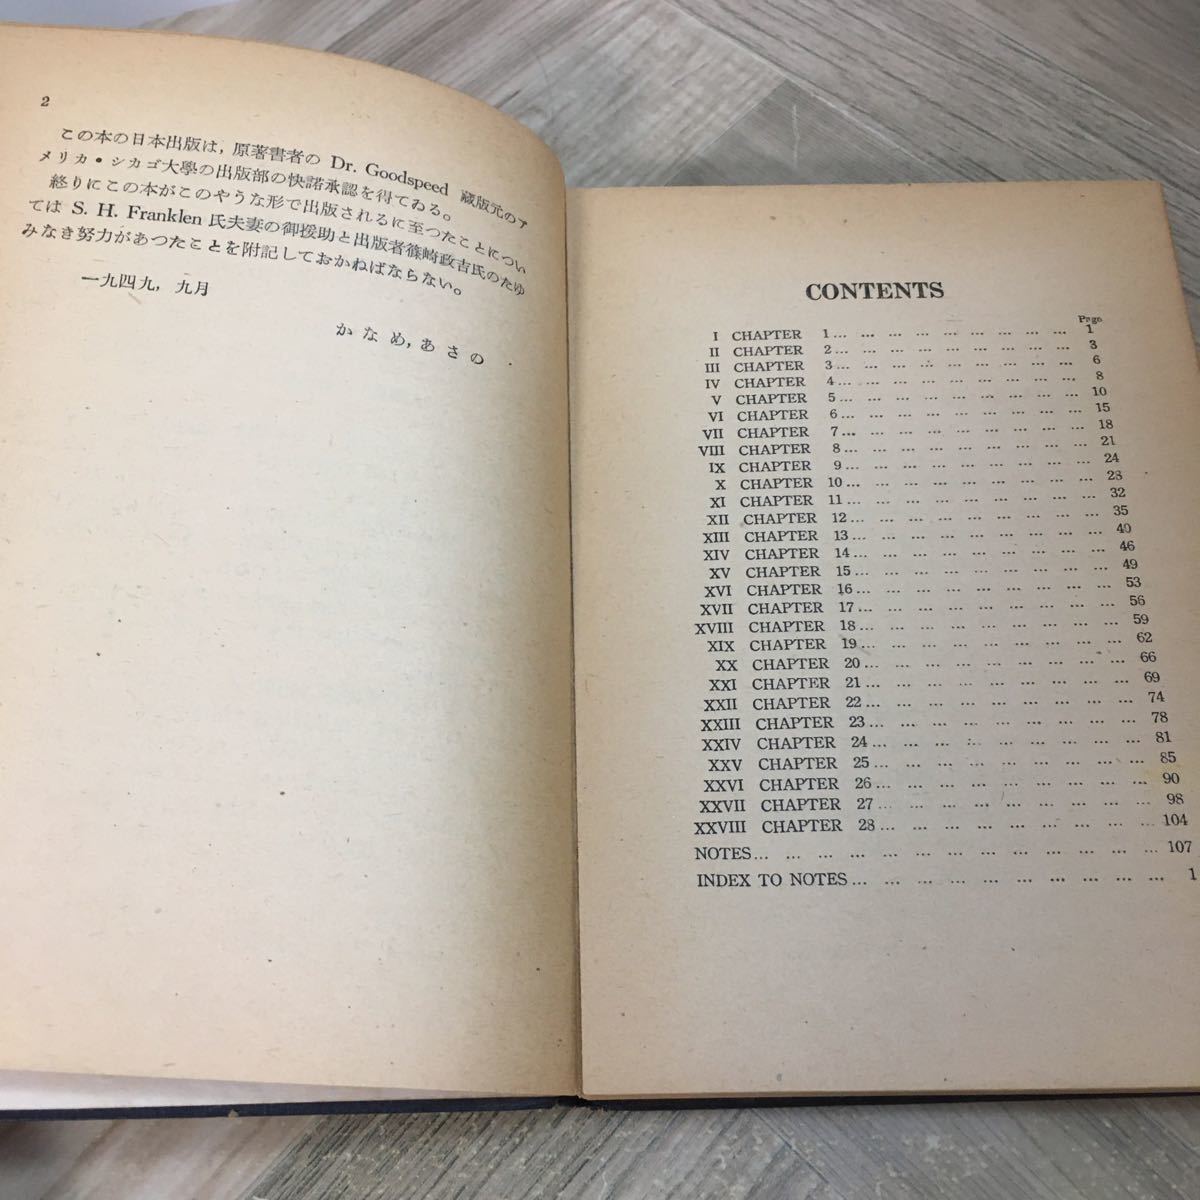 2
この本の日本出版は，原著書者の Dr. Goodspeed 蔵版元のア
メリカ・シカゴ大學の出版部の快諾承認を得てゐる。
終りにこの本がこのやうな形で出版されるに至つたことについ
ては S. H. Franklen 氏夫妻の御援助と出版者篠崎政吉氏のたゆ
みなき努力があつたことを附記しておかねばならない。
一九四九，九月
かなめ，あさの
CONTENTS
Page
I CHAPTER 1... ... ... ... ... ... ... ... ... 1
II CHAPTER 2... ... ... ... ... ... ... ... ... 3
III CHAPTER 3... ... ... ... ... ... ... ... ... 6
IV CHAPTER 4... ... ... ... ... ... ... ... ... 8
V CHAPTER 5... ... ... ... ... ... ... ... ... 10
VI CHAPTER 6... ... ... ... ... ... ... ... ... 15
VII CHAPTER 7... ... ... ... ... ... ... ... ... 18
VIII CHAPTER 8... ... ... ... ... ... ... ... ... 21
IX CHAPTER 9... ... ... ... ... ... ... ... ... 24
X CHAPTER 10... ... ... ... ... ... ... ... ... 28
XI CHAPTER 11... ... ... ... ... ... ... ... ... 32
XII CHAPTER 12... ... ... ... ... ... ... ... ... 35
XIII CHAPTER 13... ... ... ... ... ... ... ... ... 40
XIV CHAPTER 14... ... ... ... ... ... ... ... ... 46
XV CHAPTER 15... ... ... ... ... ... ... ... ... 49
XVI CHAPTER 16... ... ... ... ... ... ... ... ... 53
XVII CHAPTER 17... ... ... ... ... ... ... ... ... 56
XVIII CHAPTER 18... ... ... ... ... ... ... ... ... 59
XIX CHAPTER 19... ... ... ... ... ... ... ... ... 62
XX CHAPTER 20... ... ... ... ... ... ... ... ... 66
XXI CHAPTER 21... ... ... ... ... ... ... ... ... 69
XXII CHAPTER 22... ... ... ... ... ... ... ... ... 74
XXIII CHAPTER 23... ... ... ... ... ... ... ... ... 78
XXIV CHAPTER 24... ... ... ... ... ... ... ... ... 81
XXV CHAPTER 25... ... ... ... ... ... ... ... ... 85
XXVI CHAPTER 26... ... ... ... ... ... ... ... ... 90
XXVII CHAPTER 27... ... ... ... ... ... ... ... ... 98
XXVIII CHAPTER 28... ... ... ... ... ... ... ... ... 104
NOTES... ... ... ... ... ... ... ... ... ... ... ... 107
INDEX TO NOTES... ... ... ... ... ... ... ... ... ... 1